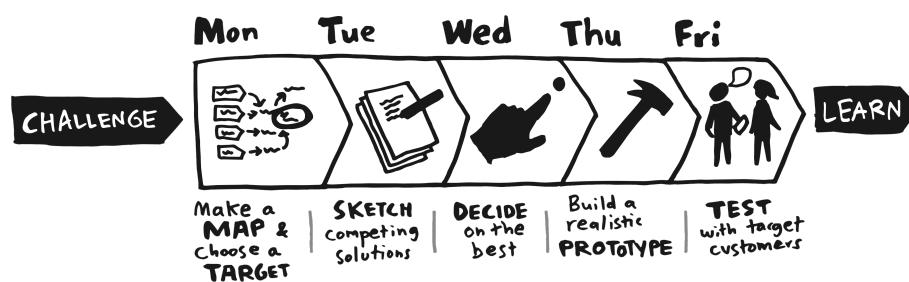 Mon Tue Wed Thu Fri
CHALLENGE
LEARN
Make a
MAP &
choose a
TARGET
SKETCH
competing
solutions
DECIDE
on the
best
Build a
realistic
PROTOTYPE
TEST
with target
customers